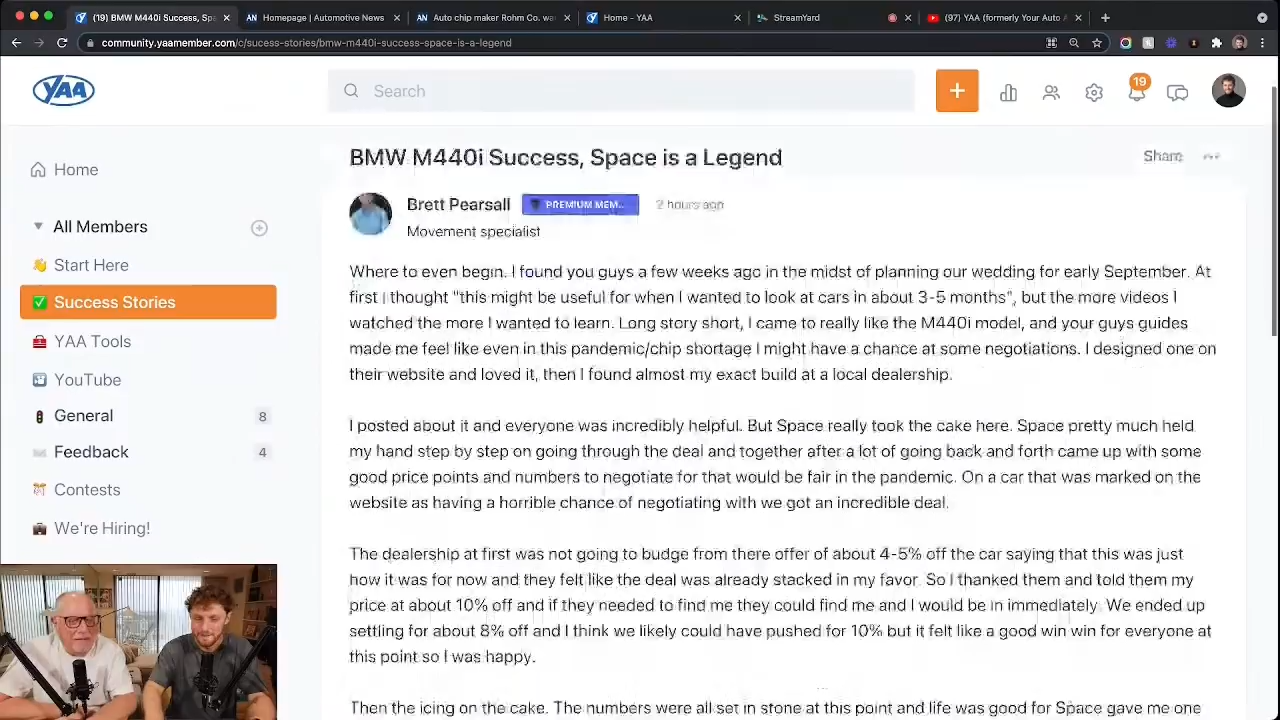 (19) BMW M440i Success, Spa
Homepage | Automotive News
Auto chip maker Rohm Co. wa
Home - YAA
StreamYard
(97) YAA (formerly Your Auto A
community.yaamember.com/c/sucess-stories/bmw-m440i-success-space-is-a-legend
YAA
Search
19
Home
All Members
Start Here
Success Stories
YAA Tools
YouTube
General 8
Feedback 4
Contests
We're Hiring!
BMW M440i Success, Space is a Legend
Share
Brett Pearsall PREMIUM MEM.. 2 hours ago
Movement specialist
Where to even begin. I found you guys a few weeks ago in the midst of planning our wedding for early September. At
first I thought "this might be useful for when I wanted to look at cars in about 3-5 months", but the more videos I
watched the more I wanted to learn. Long story short, I came to really like the M440i model, and your guys guides
made me feel like even in this pandemic/chip shortage I might have a chance at some negotiations. I designed one on
their website and loved it, then I found almost my exact build at a local dealership.
I posted about it and everyone was incredibly helpful. But Space really took the cake here. Space pretty much held
my hand step by step on going through the deal and together after a lot of going back and forth came up with some
good price points and numbers to negotiate for that would be fair in the pandemic. On a car that was marked on the
website as having a horrible chance of negotiating with we got an incredible deal.
The dealership at first was not going to budge from there offer of about 4-5% off the car saying that this was just
how it was for now and they felt like the deal was already stacked in my favor. So I thanked them and told them my
price at about 10% off and if they needed to find me they could find me and I would be in immediately. We ended up
settling for about 8% off and I think we likely could have pushed for 10% but it felt like a good win win for everyone at
this point so I was happy.
Then the icing on the cake. The numbers were all set in stone at this point and life was good for Space gave me one